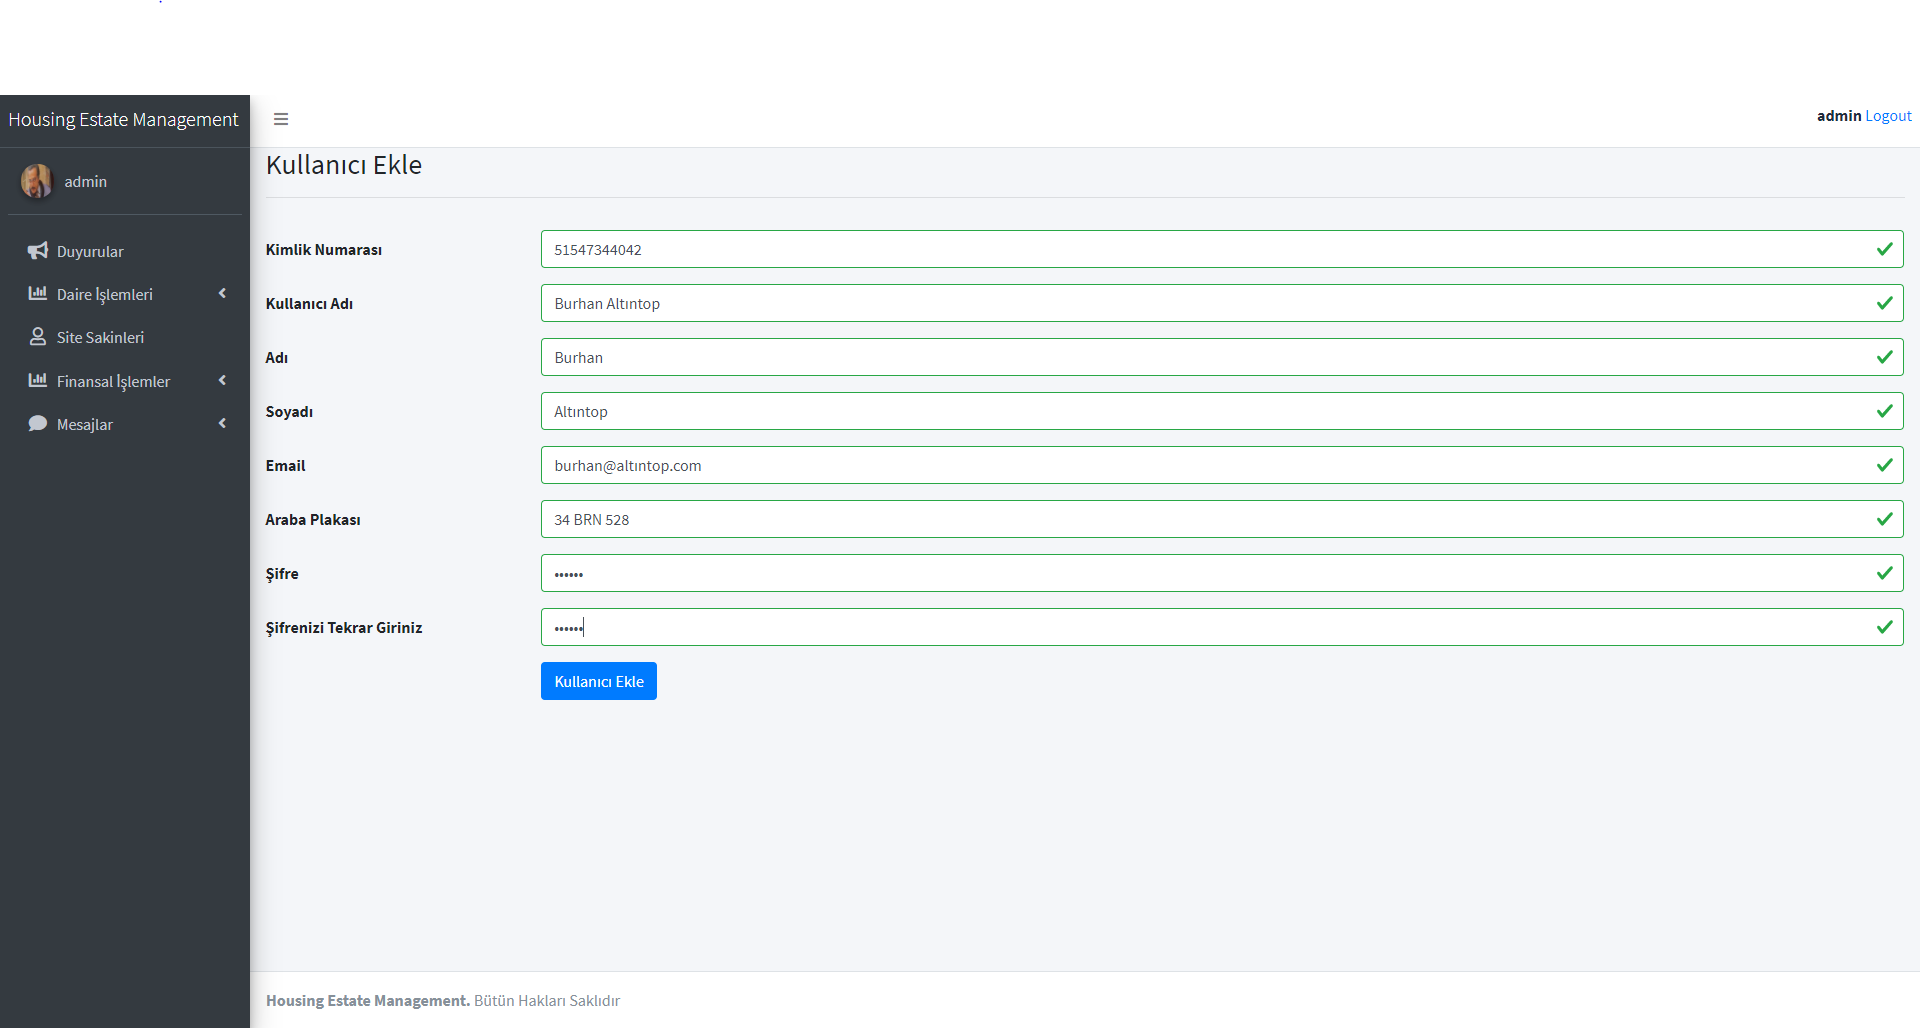 Housing Estate Management
admin Logout
admin
Duyurular
Daire İşlemleri
Site Sakinleri
Finansal İşlemler
Mesajlar
Kullanıcı Ekle
Kimlik Numarası 51547344042
Kullanıcı Adı Burhan Altıntop
Adı Burhan
Soyadı Altıntop
Email burhan@altıntop.com
Araba Plakası 34 BRN 528
Şifre ••••••
Şifrenizi Tekrar Giriniz ••••••
Kullanıcı Ekle
Housing Estate Management. Bütün Hakları Saklıdır